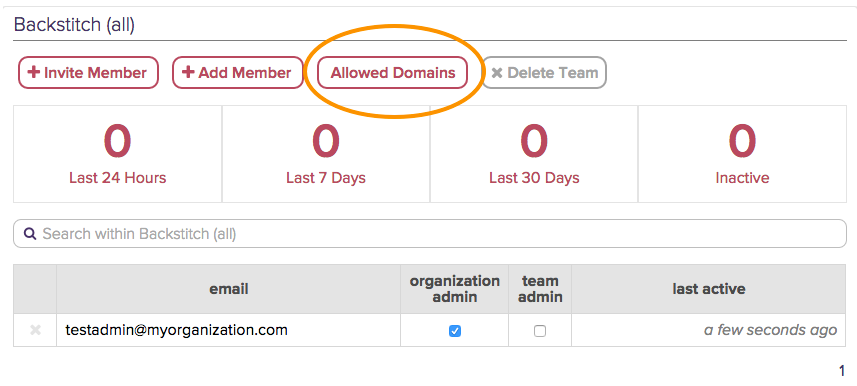 Backstitch (all)
+ Invite Member + Add Member Allowed Domains × Delete Team
0 0 0 0
Last 24 Hours Last 7 Days Last 30 Days Inactive
Search within Backstitch (all)
email organization admin team admin last active
× testadmin@myorganization.com a few seconds ago
1